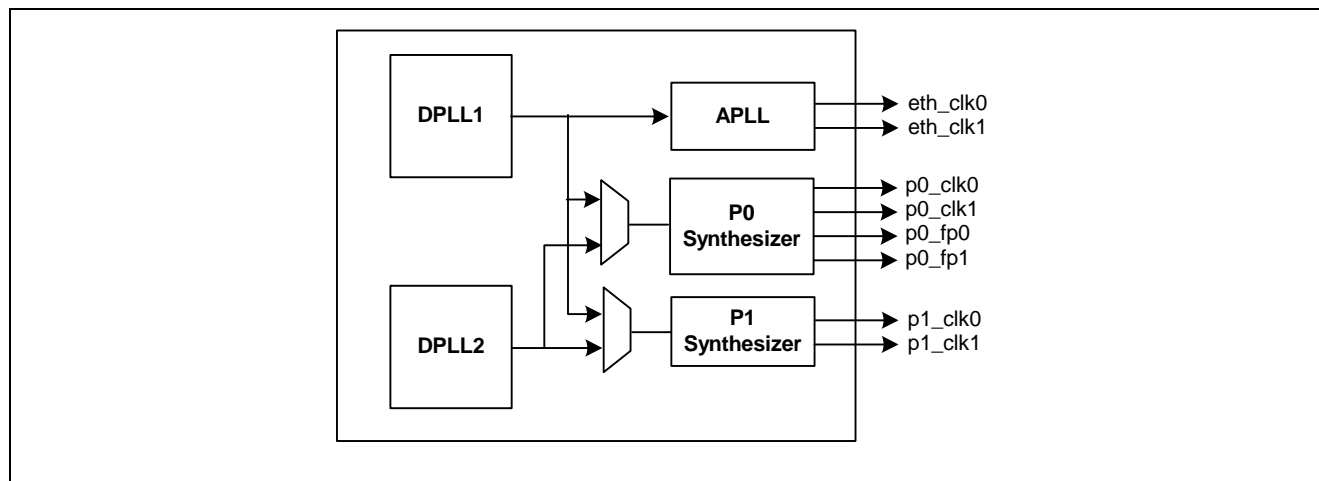 DPLL1
APLL
eth_clk0
eth_clk1
P0
Synthesizer
p0_clk0
p0_clk1
p0_fp0
p0_fp1
DPLL2
P1
Synthesizer
p1_clk0
p1_clk1